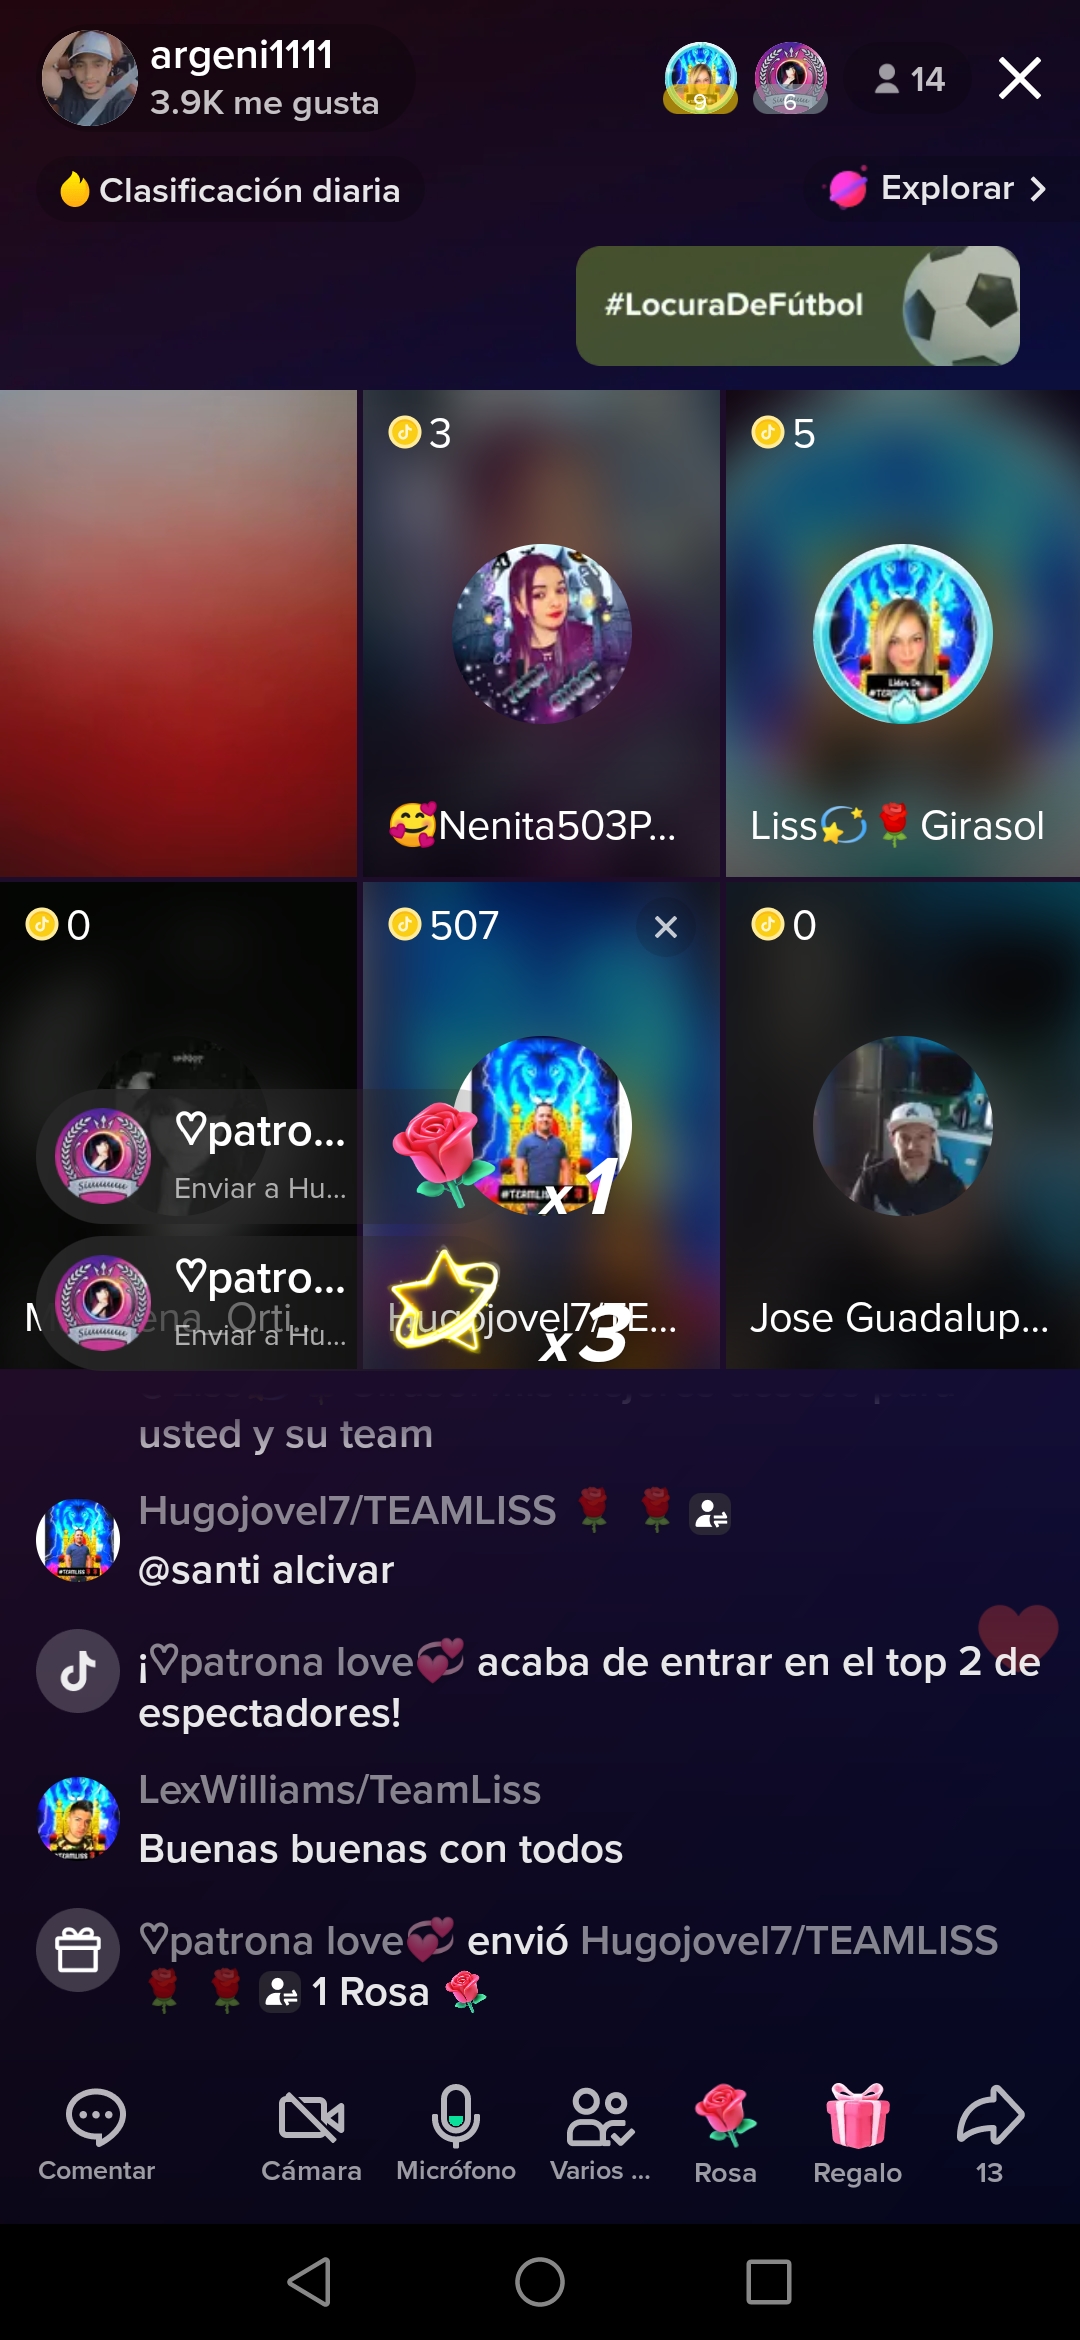 argeni1111
3.9K me gusta
9
6
14
Clasificación diaria
Explorar
#LocuraDeFútbol
3
5
🥰Nenita503P...
Liss💫🌹Girasol
0
507
0
♡patro...
Enviar a Hu...
x1
♡patro...
Enviar a Hu...
x3
Hugojovel7/TE...
Jose Guadalup...
usted y su team
Hugojovel7/TEAMLISS 🌹 🌹
@santi alcivar
¡♡patrona love💞 acaba de entrar en el top 2 de
espectadores!
LexWilliams/TeamLiss
Buenas buenas con todos
♡patrona love💞 envió Hugojovel7/TEAMLISS
🌹 🌹 1 Rosa 🌹
Comentar
Cámara
Micrófono
Varios ...
Rosa
Regalo
13